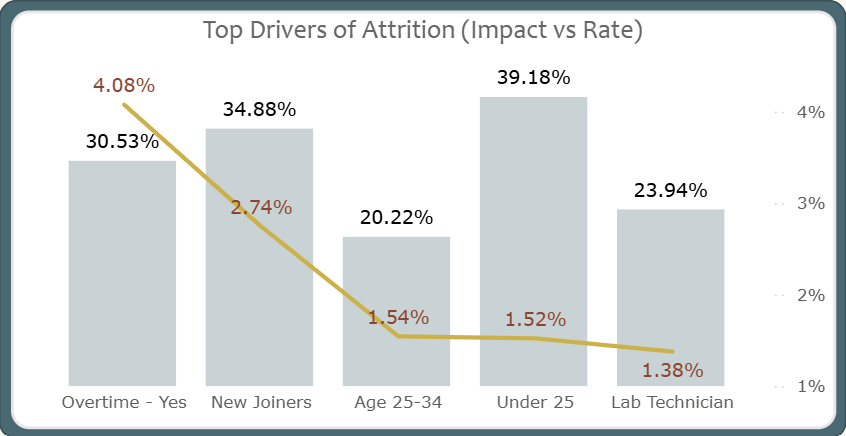 Top Drivers of Attrition (Impact vs Rate)
4.08%
30.53%
34.88%
2.74%
20.22%
1.54%
39.18%
1.52%
23.94%
1.38%
4%
3%
2%
1%
Overtime - Yes
New Joiners
Age 25-34
Under 25
Lab Technician